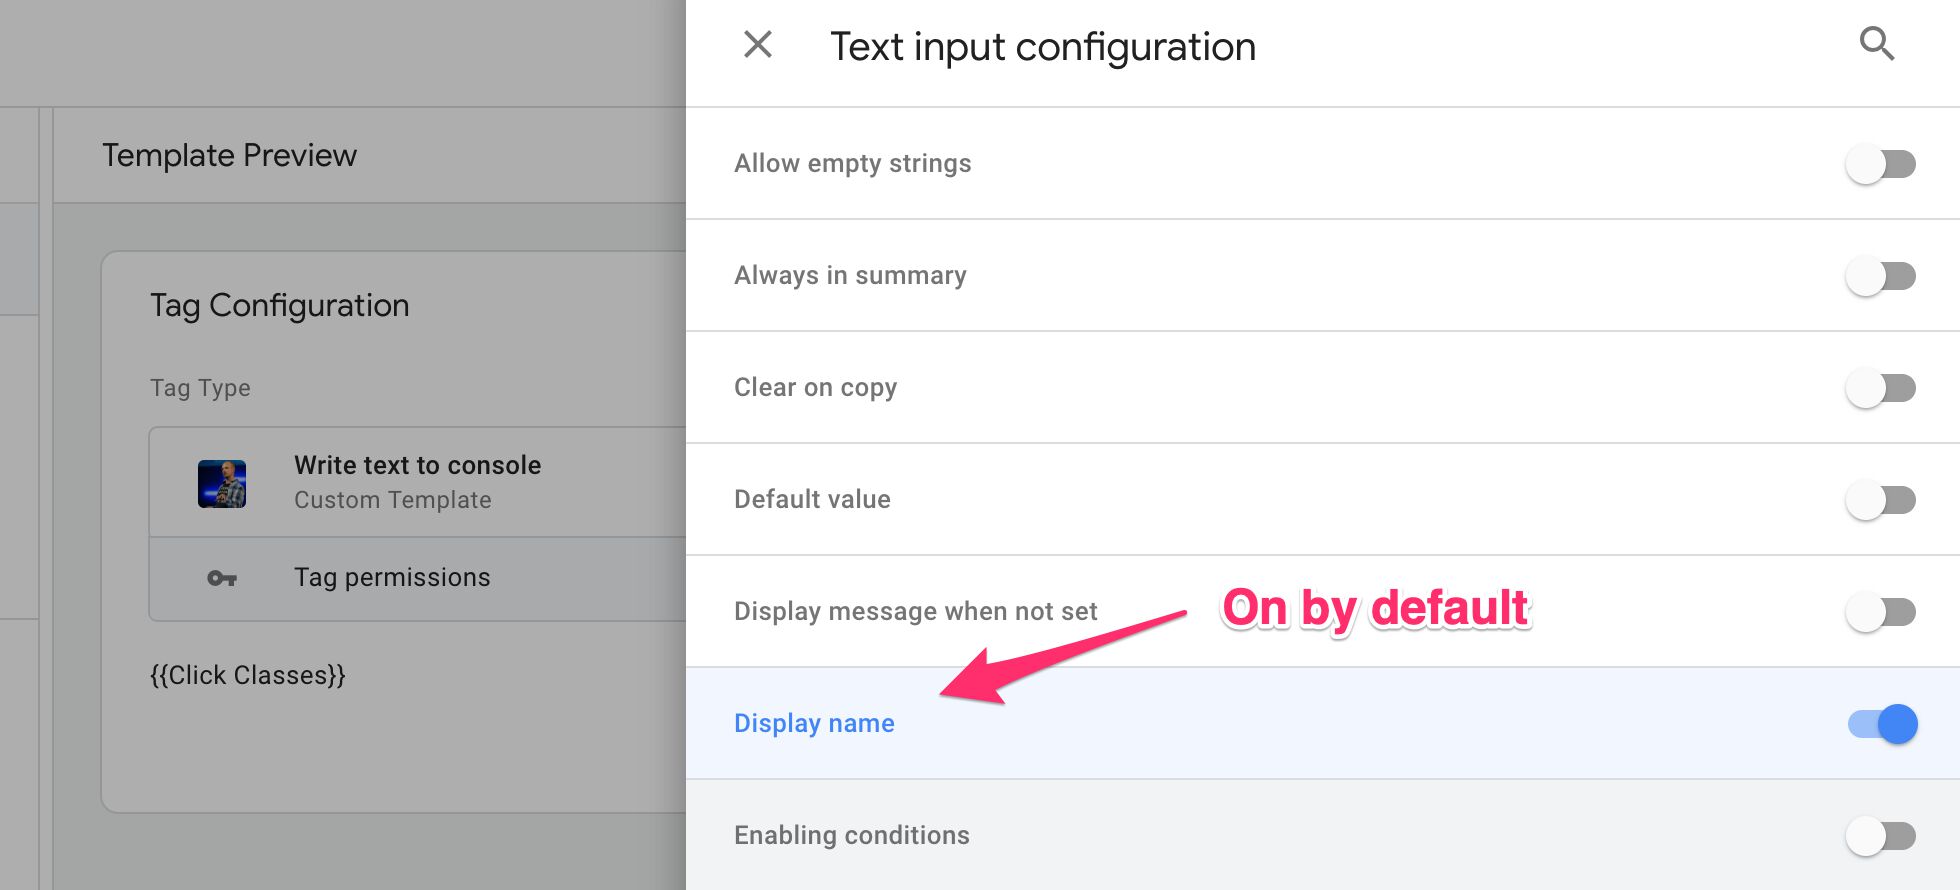 Text input configuration
Template Preview
Tag Configuration
Tag Type
Write text to console
Custom Template
Tag permissions
{{Click Classes}}
Allow empty strings
Always in summary
Clear on copy
Default value
Display message when not set
On by default
Display name
Enabling conditions